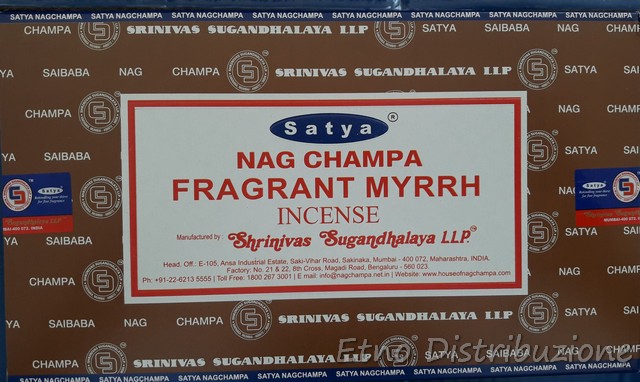 SATYA NAGCHAMPA SATYA NAGCHAMPA SATYA NAGCHAMPA SATYA NAGCHAMPA SATYA NAGCHAMPA SATYA NAGCHAMPA
SRINIVAS SUGANDHALAYA LLP SATYA SAIBABA
SAIBABA NAG CHAMPA SRINIVAS SUGANDHALAYA LLP SATYA
CHAMPA NAG CHAMPA
SAIBABA SATYA
Satya®
NAG CHAMPA
FRAGRANT MYRRH
INCENSE
Manufactured by : Shrinivas Sugandhalaya L.L.P.™
Head. Off.: E-105, Ansa Industrial Estate, Saki-Vihar Road, Sakinaka, Mumbai - 400 072, Maharashtra, INDIA.
Factory: No. 21 & 22, 8th Cross, Magadi Road, Bengaluru - 560 023.
Ph: +91-22-6213 5555 | Toll Free: 1800 267 3001 | E mail: info@nagchampa.net.in | Website: www.houseofnagchampa.com
Satya
Satya
CHAMPA NAG CHAMPA
SAIBABA SATYA
SATYA SAIBABA NAG CHAMPA SRINIVAS SUGANDHALAYA LLP SATYA
CHAMPA SRINIVAS SUGANDHALAYA LLP SATYA SAIBABA
SATYA NAGCHAMPA SATYA NAGCHAMPA SATYA NAGCHAMPA SATYA NAGCHAMPA SATYA NAGCHAMPA
Etno Distribuzione